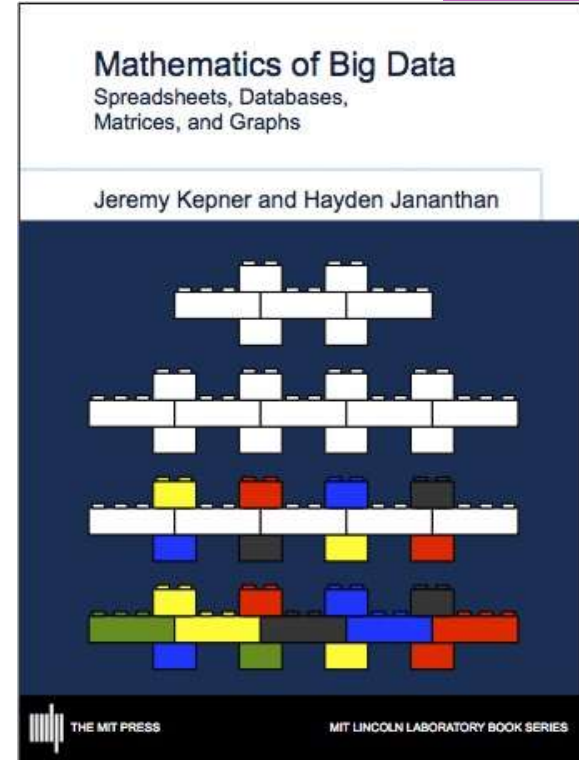 Mathematics of Big Data
Spreadsheets, Databases,
Matrices, and Graphs
Jeremy Kepner and Hayden Jananthan
THE MIT PRESS
MIT LINCOLN LABORATORY BOOK SERIES